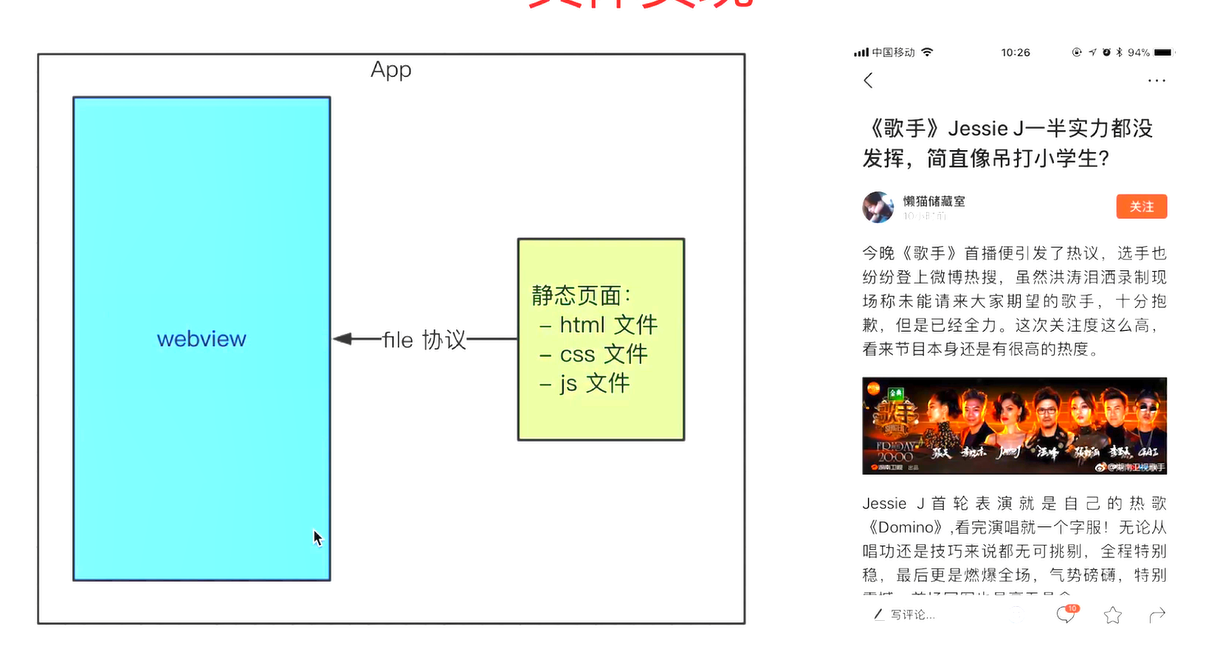 App
webview
file 协议
静态页面：
– html 文件
– css 文件
– js 文件
中国移动
10:26
94%
《歌手》Jessie J一半实力都没
发挥，简直像吊打小学生？
懒猫储藏室
关注
今晚《歌手》首播便引发了热议，选手也
纷纷登上微博热搜，虽然洪涛泪洒录制现
场称未能请来大家期望的歌手，十分抱
歉，但是已经全力。这次关注度这么高，
看来节目本身还是有很高的热度。
歌手
FRIDAY
20:00
Jessie J首轮表演就是自己的热歌
《Domino》,看完演唱就一个字服！无论从
唱功还是技巧来说都无可挑剔，全程特别
稳，最后更是燃爆全场，气势磅礴，特别
写评论...
10